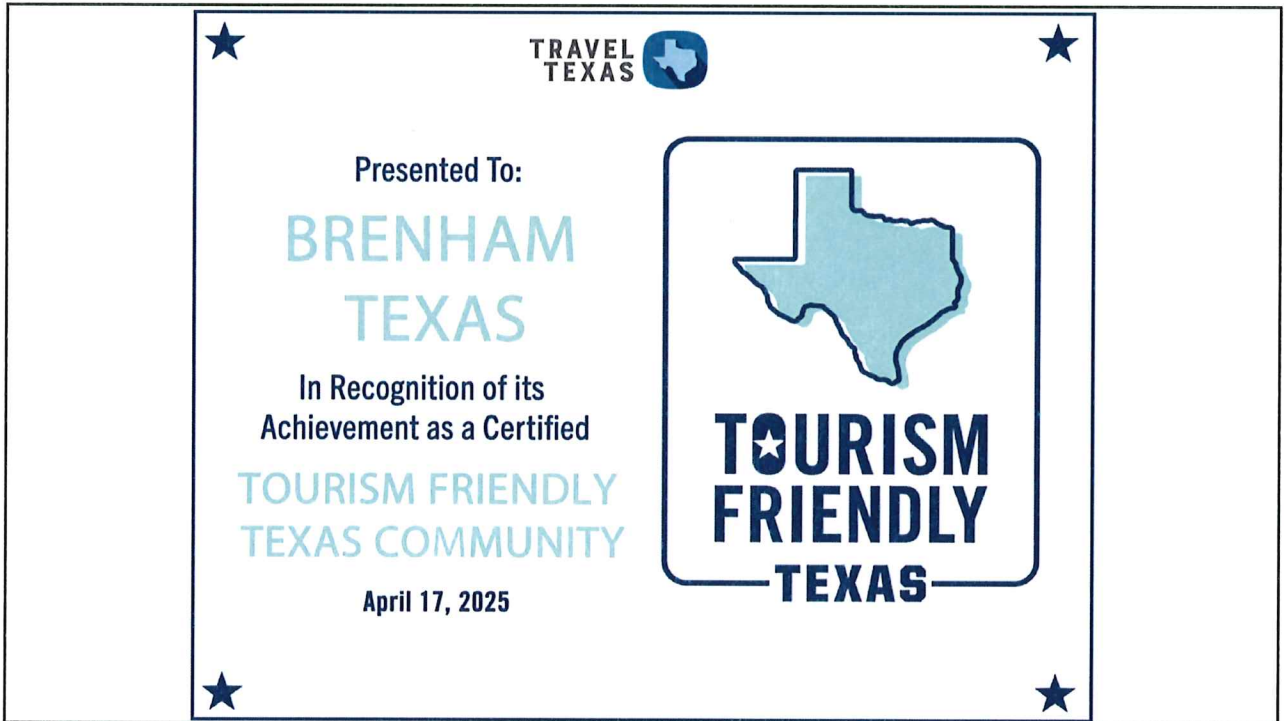 TRAVEL
TEXAS
Presented To:
BRENHAM
TEXAS
In Recognition of its
Achievement as a Certified
TOURISM FRIENDLY
TEXAS COMMUNITY
April 17, 2025
TOURISM
FRIENDLY
TEXAS